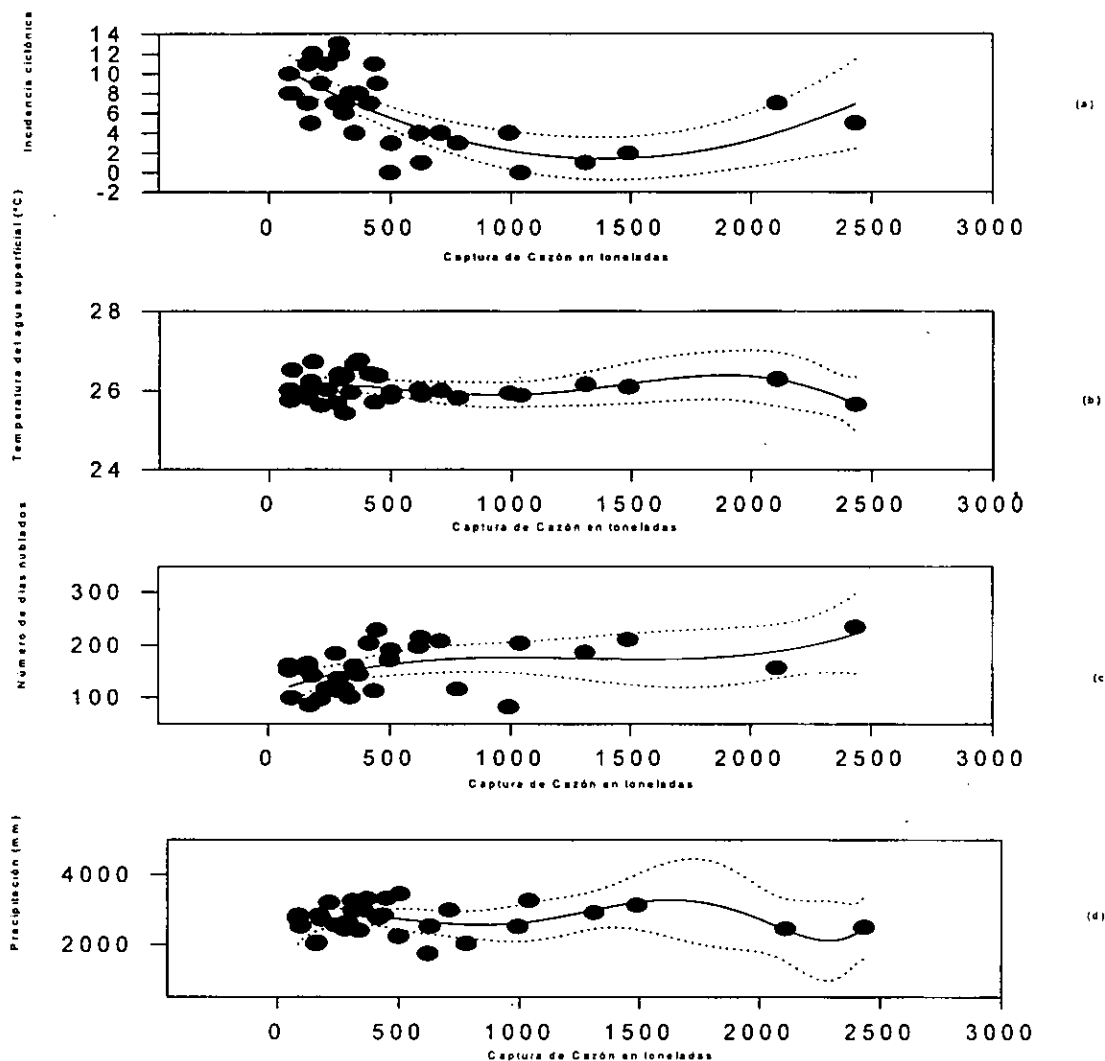 Incidencia ciclónica
14
12
10
8
6
4
2
0
-2
0 500 1000 1500 2000 2500 3000
Captura de Cazón en toneladas
(a)
Temperatura del agua superficial (°C)
28
26
24
0 500 1000 1500 2000 2500 3000
Captura de Cazón en toneladas
(b)
Número de días nublados
300
200
100
0 500 1000 1500 2000 2500 3000
Captura de Cazón en toneladas
(c
Precipitación (mm)
4000
2000
0 500 1000 1500 2000 2500 3000
Captura de Cazón en toneladas
(d)